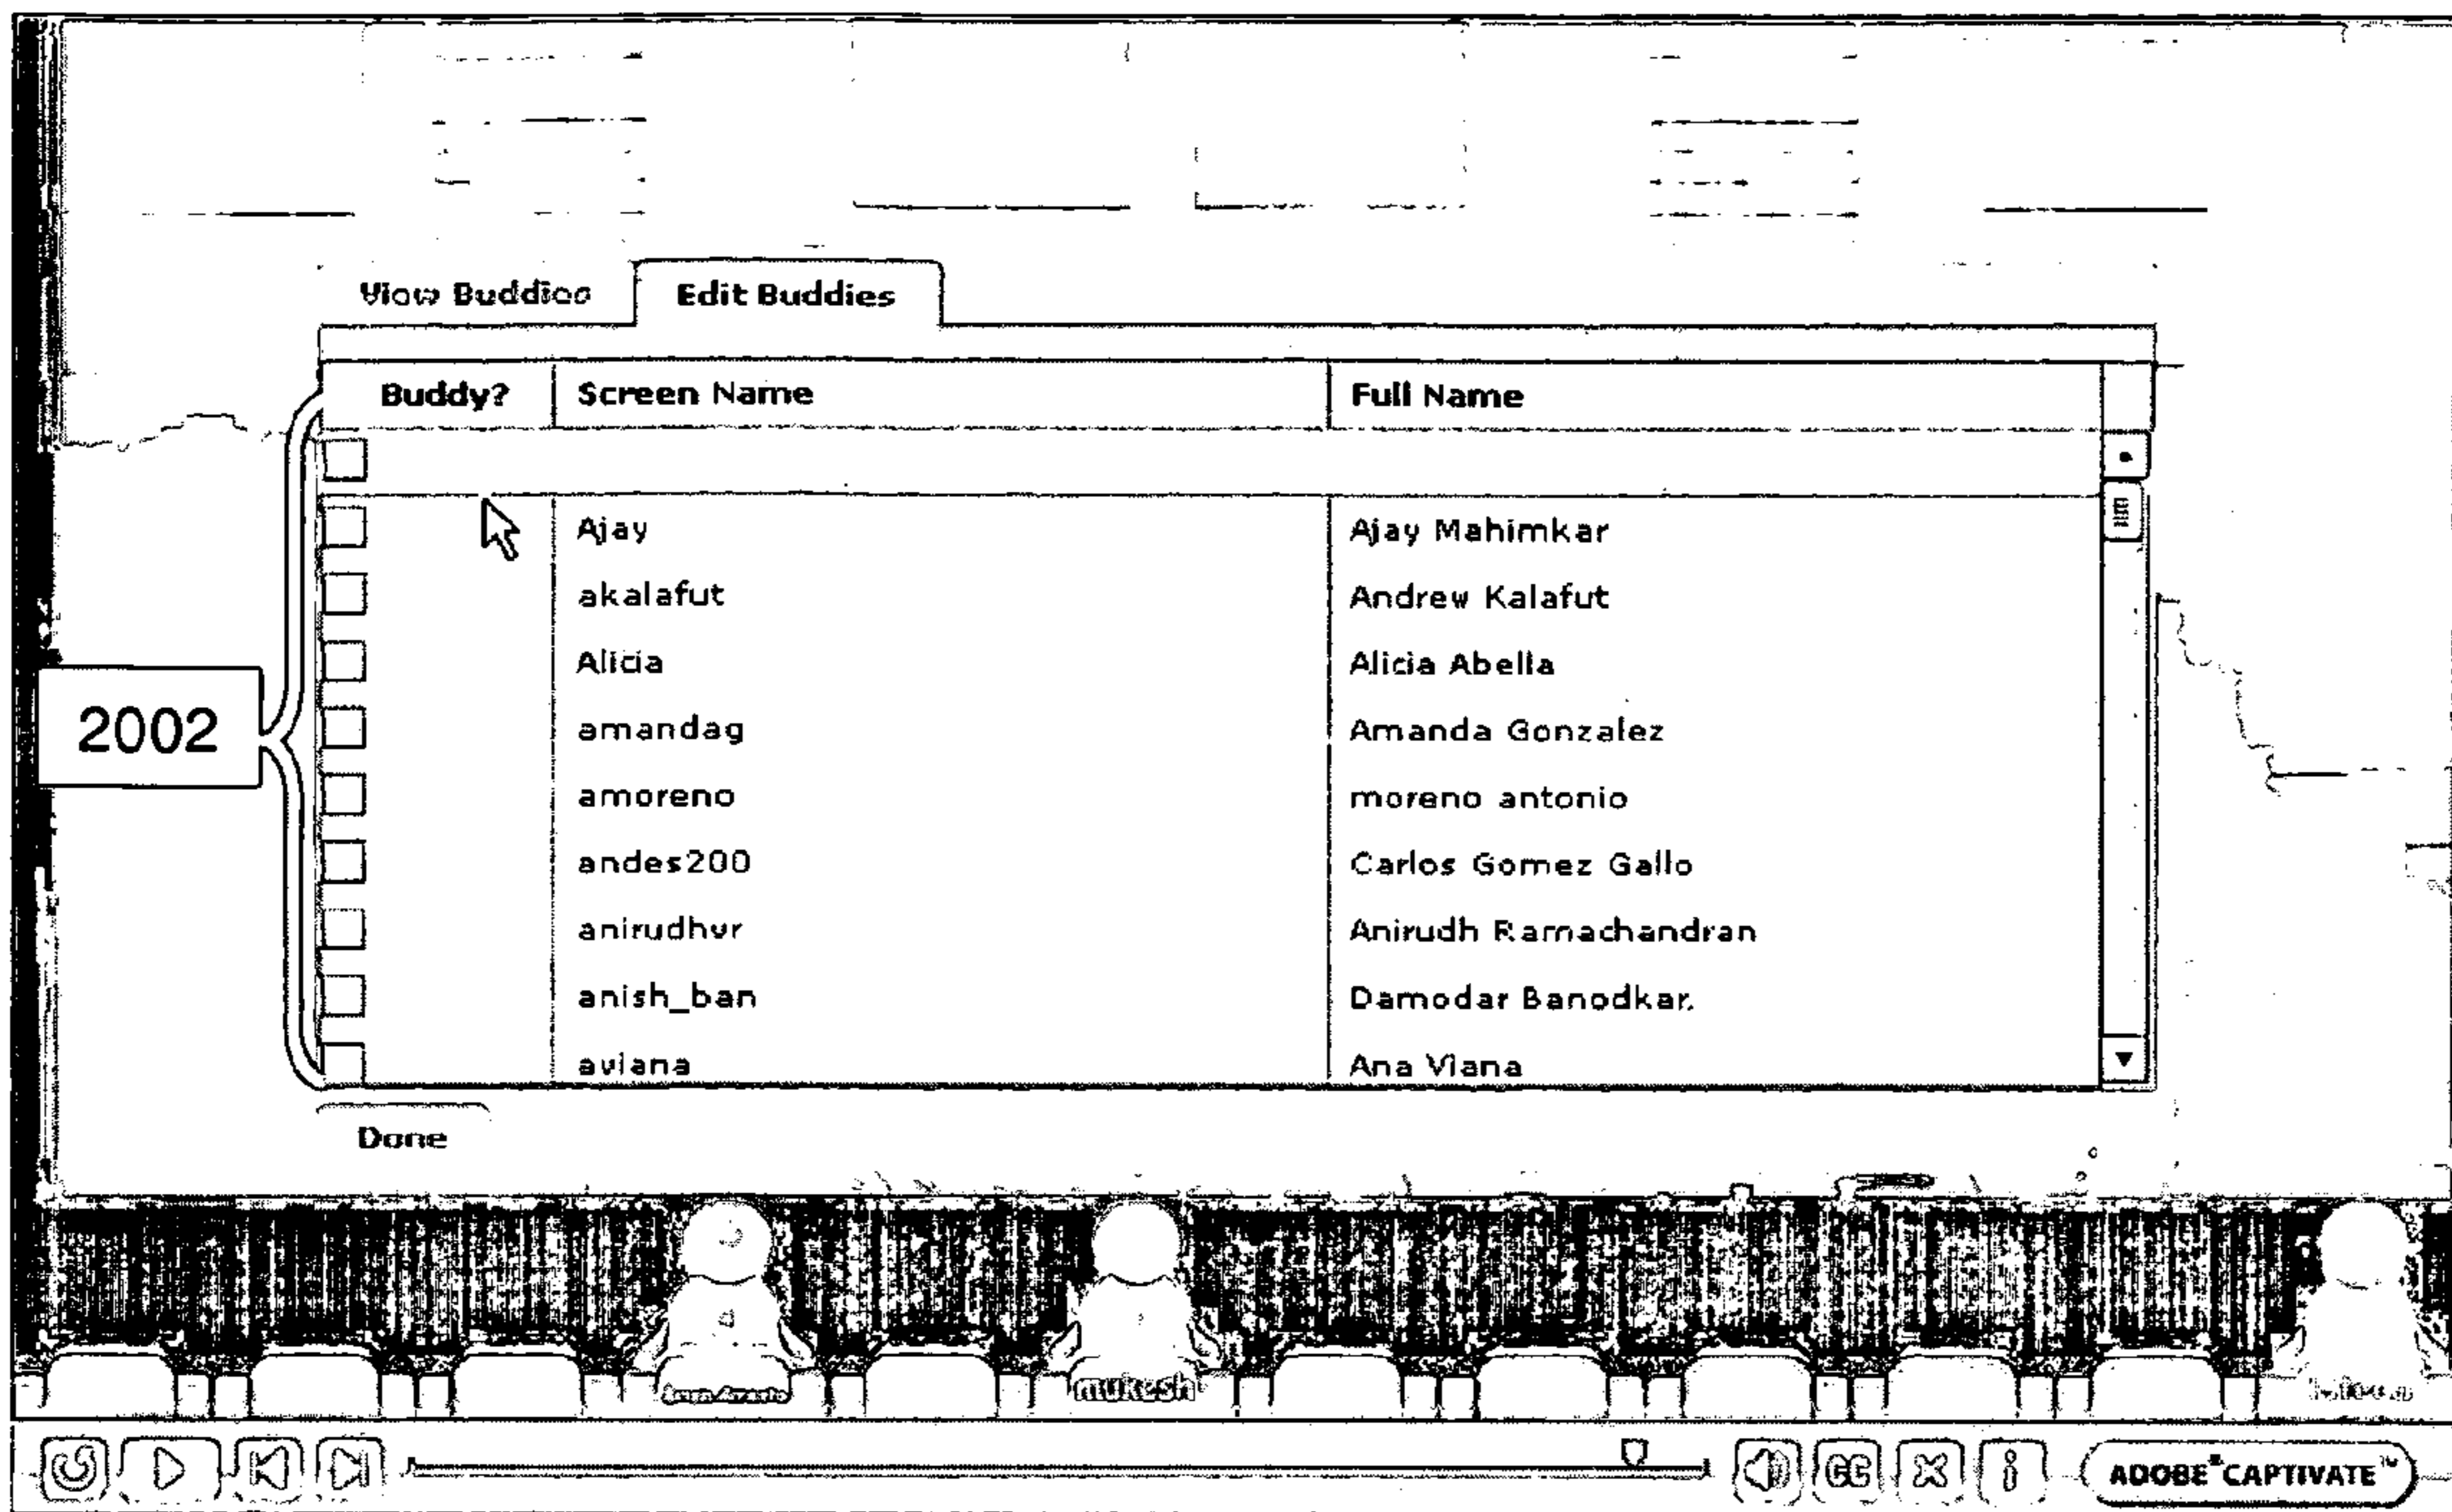 View Buddies Edit Buddies
Buddy? Screen Name Full Name
Ajay Ajay Mahimkar
akalafut Andrew Kalafut
Alicia Alicia Abella
2002
amandag Amanda Gonzalez
amoreno moreno antonio
andes200 Carlos Gomez Gallo
anirudhvr Anirudh Ramachandran
anish_ban Damodar Banodkar.
aviana Ana Viana
Done
mukesh
CC ADOBE® CAPTIVATE™